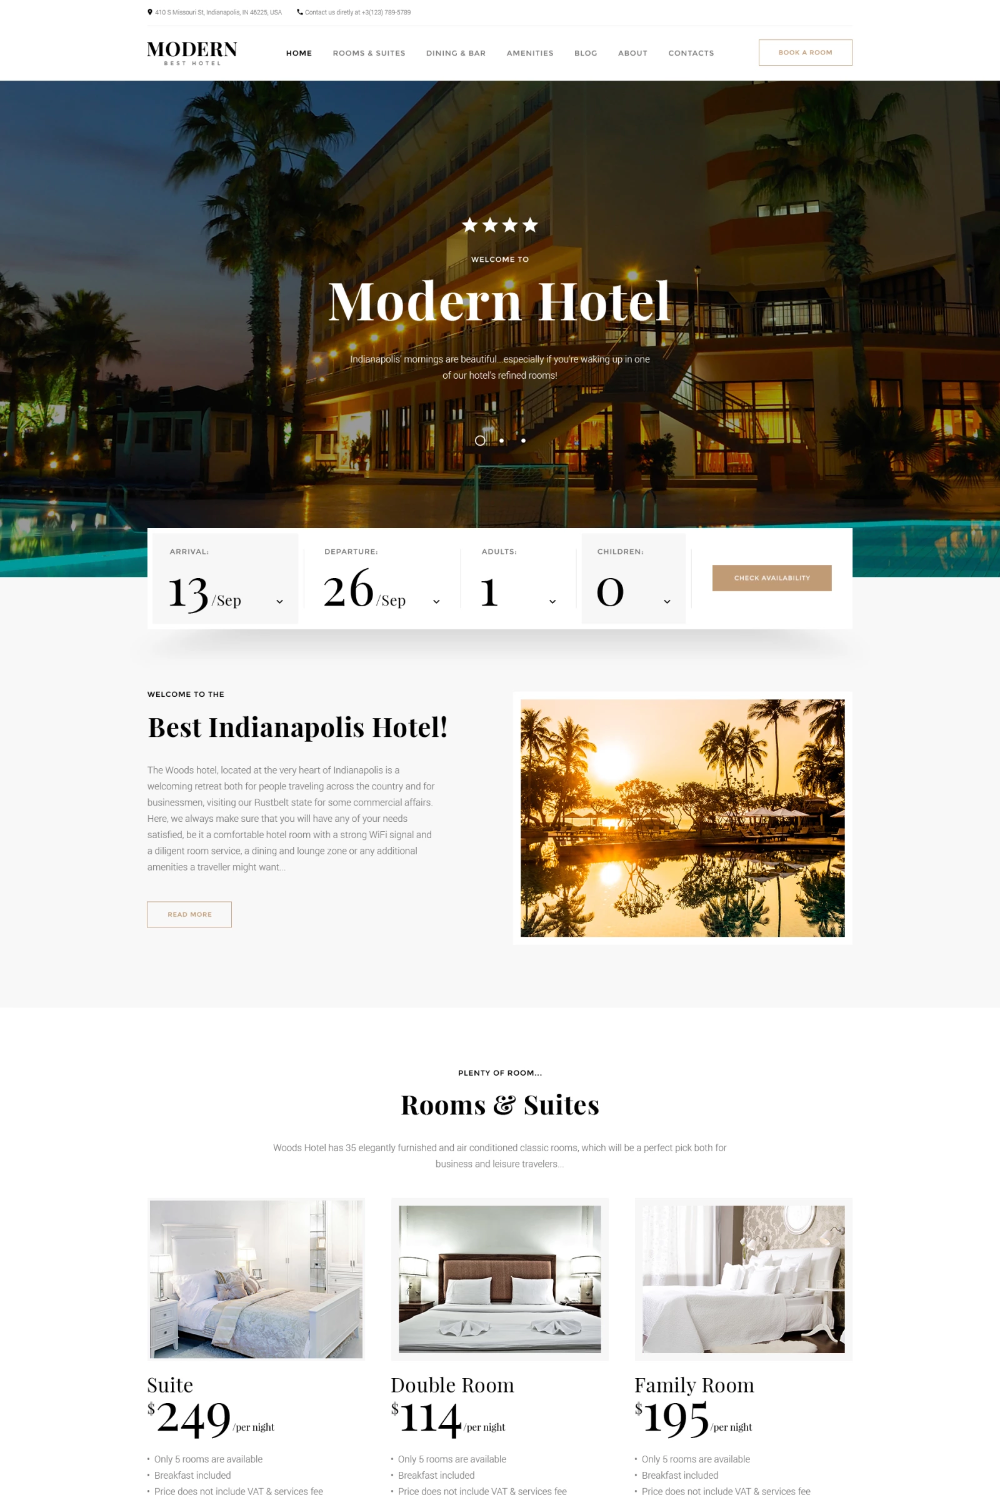 410 S Missouri St, Indianapolis, IN 46225, USA
Contact us diretly at +3(123) 789-5789
MODERN
BEST HOTEL
HOME
ROOMS & SUITES
DINING & BAR
AMENITIES
BLOG
ABOUT
CONTACTS
BOOK A ROOM
WELCOME TO
Modern Hotel
Indianapolis' mornings are beautiful...especially if you're waking up in one
of our hotel's refined rooms!
ARRIVAL:
13/Sep
DEPARTURE:
26/Sep
ADULTS:
1
CHILDREN:
0
CHECK AVAILABILITY
WELCOME TO THE
Best Indianapolis Hotel!
The Woods hotel, located at the very heart of Indianapolis is a
welcoming retreat both for people traveling across the country and for
businessmen, visiting our Rustbelt state for some commercial affairs.
Here, we always make sure that you will have any of your needs
satisfied, be it a comfortable hotel room with a strong WiFi signal and
a diligent room service, a dining and lounge zone or any additional
amenities a traveller might want...
READ MORE
PLENTY OF ROOM...
Rooms & Suites
Woods Hotel has 35 elegantly furnished and air conditioned classic rooms, which will be a perfect pick both for
business and leisure travelers...
Suite
$249/per night
• Only 5 rooms are available
• Breakfast included
• Price does not include VAT & services fee
Double Room
$114/per night
• Only 5 rooms are available
• Breakfast included
• Price does not include VAT & services fee
Family Room
$195/per night
• Only 5 rooms are available
• Breakfast included
• Price does not include VAT & services fee